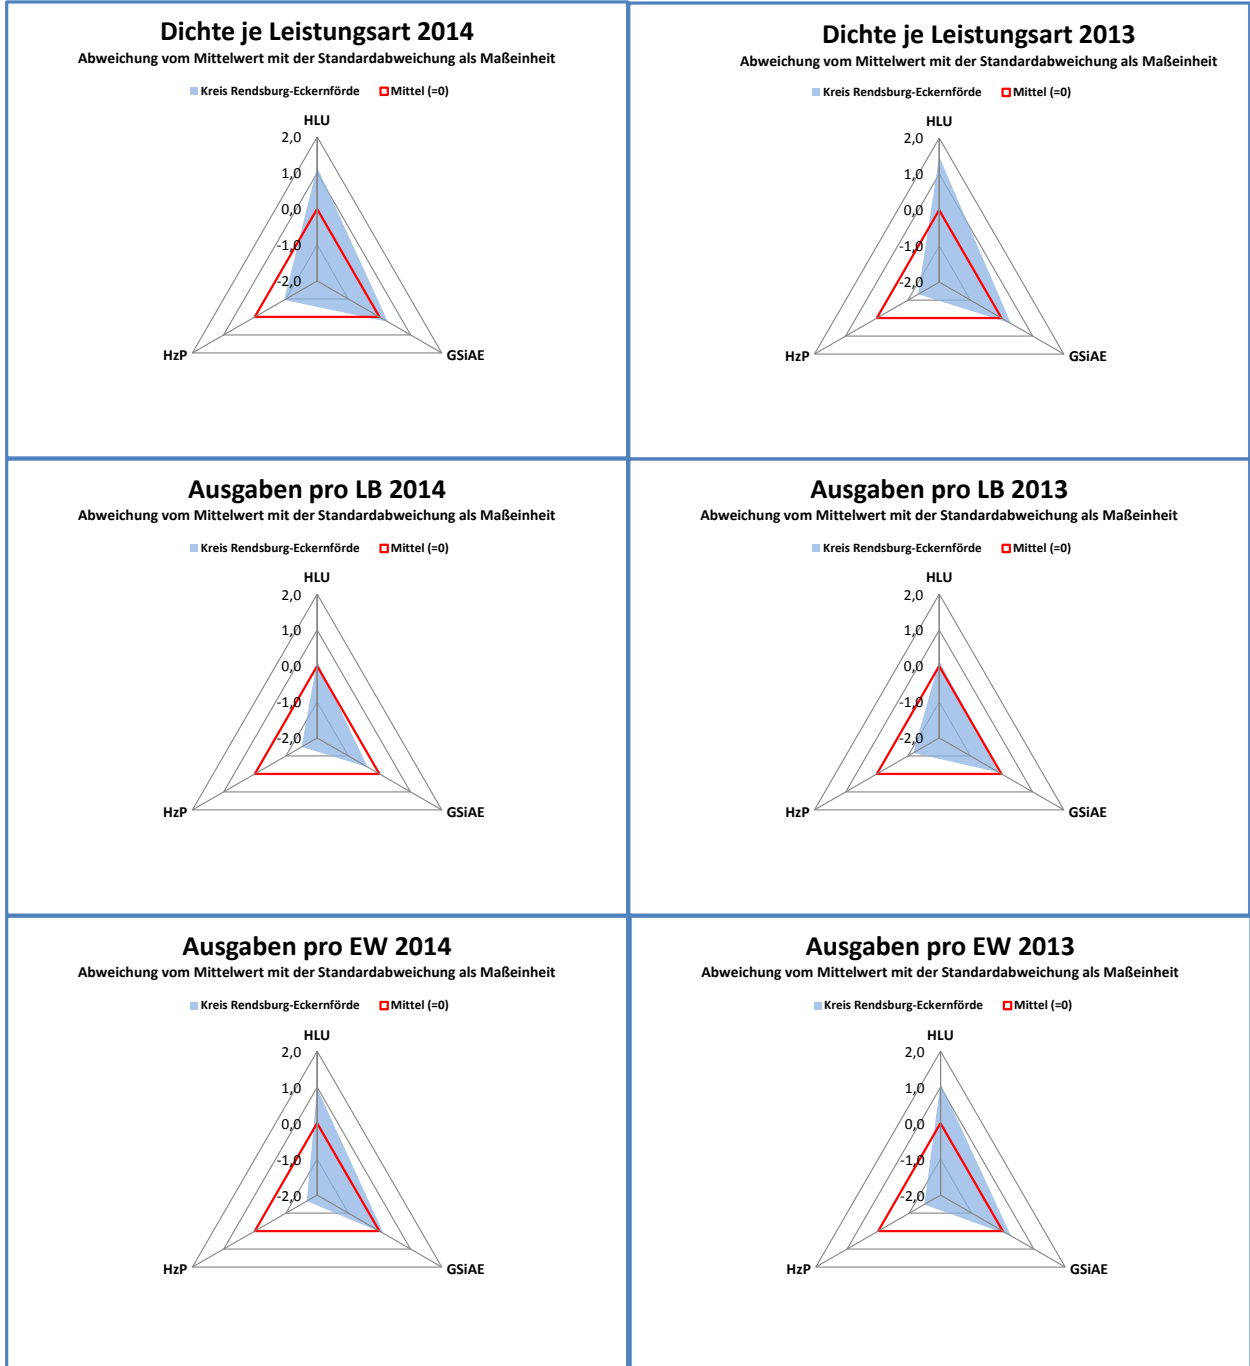 Dichte je Leistungsart 2014
Abweichung vom Mittelwert mit der Standardabweichung als Maßeinheit
Kreis Rendsburg-Eckernförde Mittel (=0)
HLU
2,0
1,0
0,0
-1,0
-2,0
HzP
GSiAE
Dichte je Leistungsart 2013
Abweichung vom Mittelwert mit der Standardabweichung als Maßeinheit
Kreis Rendsburg-Eckernförde Mittel (=0)
HLU
2,0
1,0
0,0
-1,0
-2,0
HzP
GSiAE
Ausgaben pro LB 2014
Abweichung vom Mittelwert mit der Standardabweichung als Maßeinheit
Kreis Rendsburg-Eckernförde Mittel (=0)
HLU
2,0
1,0
0,0
-1,0
-2,0
HzP
GSiAE
Ausgaben pro LB 2013
Abweichung vom Mittelwert mit der Standardabweichung als Maßeinheit
Kreis Rendsburg-Eckernförde Mittel (=0)
HLU
2,0
1,0
0,0
-1,0
-2,0
HzP
GSiAE
Ausgaben pro EW 2014
Abweichung vom Mittelwert mit der Standardabweichung als Maßeinheit
Kreis Rendsburg-Eckernförde Mittel (=0)
HLU
2,0
1,0
0,0
-1,0
-2,0
HzP
GSiAE
Ausgaben pro EW 2013
Abweichung vom Mittelwert mit der Standardabweichung als Maßeinheit
Kreis Rendsburg-Eckernförde Mittel (=0)
HLU
2,0
1,0
0,0
-1,0
-2,0
HzP
GSiAE